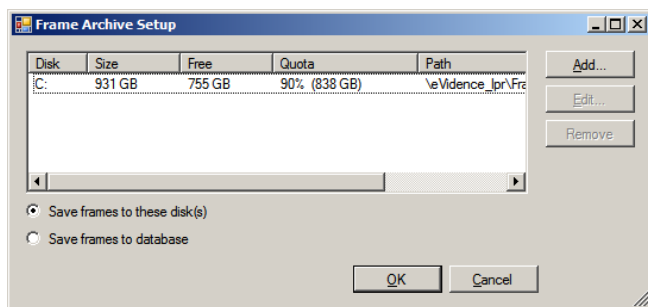 Frame Archive Setup
Disk Size Free Quota Path
C: 931 GB 755 GB 90% (838 GB) \eVidence_lpr\Fra
Add...
Edit...
Remove
Save frames to these disk(s)
Save frames to database
OK Cancel